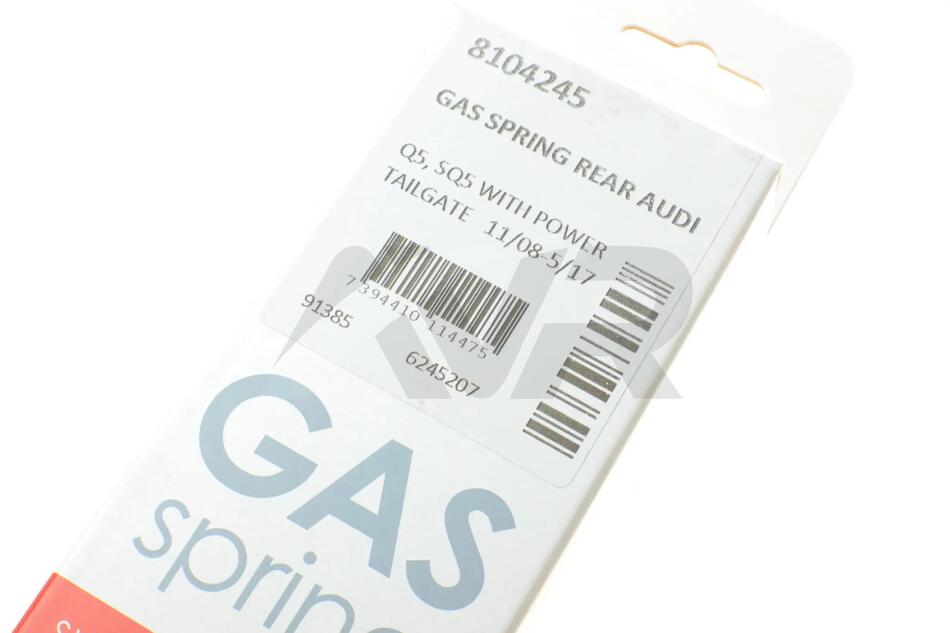 8104245
GAS SPRING REAR AUDI
Q5, SQ5 WITH POWER
TAILGATE 11/08-5/17
7 394410 114475
91385
6245207
GAS
spring